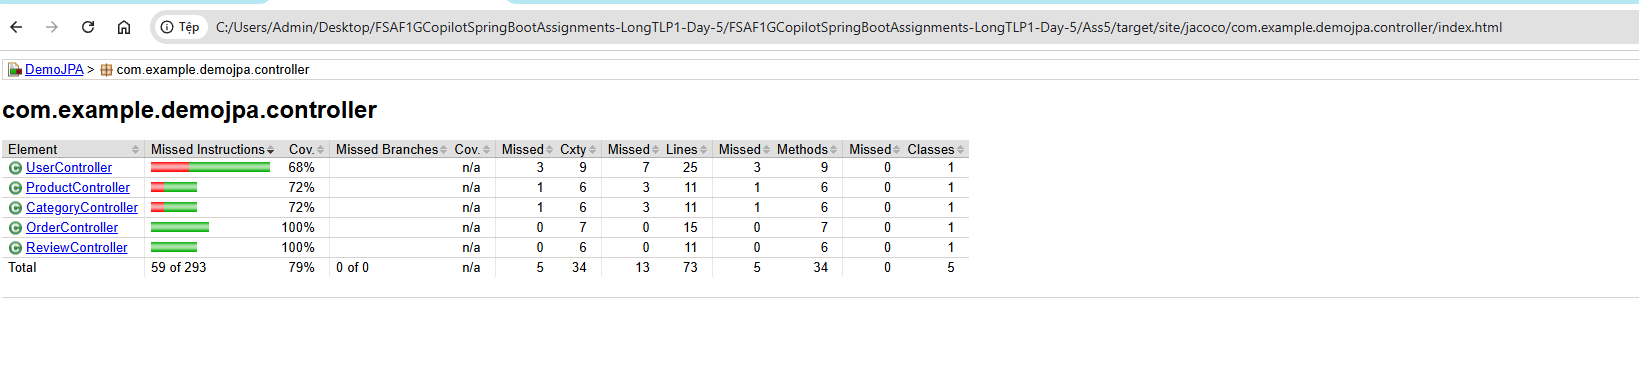 Tệp C:/Users/Admin/Desktop/FSAF1GCopilotSpringBootAssignments-LongTLP1-Day-5/FSAF1GCopilotSpringBootAssignments-LongTLP1-Day-5/Ass5/target/site/jacoco/com.example.demojpa.controller/index.html
DemoJPA > com.example.demojpa.controller
com.example.demojpa.controller
Element Missed Instructions Cov. Missed Branches Cov. Missed Cxty Missed Lines Missed Methods Missed Classes
UserController 68% n/a 3 9 7 25 3 9 0 1
ProductController 72% n/a 1 6 3 11 1 6 0 1
CategoryController 72% n/a 1 6 3 11 1 6 0 1
OrderController 100% n/a 0 7 0 15 0 7 0 1
ReviewController 100% n/a 0 6 0 11 0 6 0 1
Total 59 of 293 79% 0 of 0 n/a 5 34 13 73 5 34 0 5